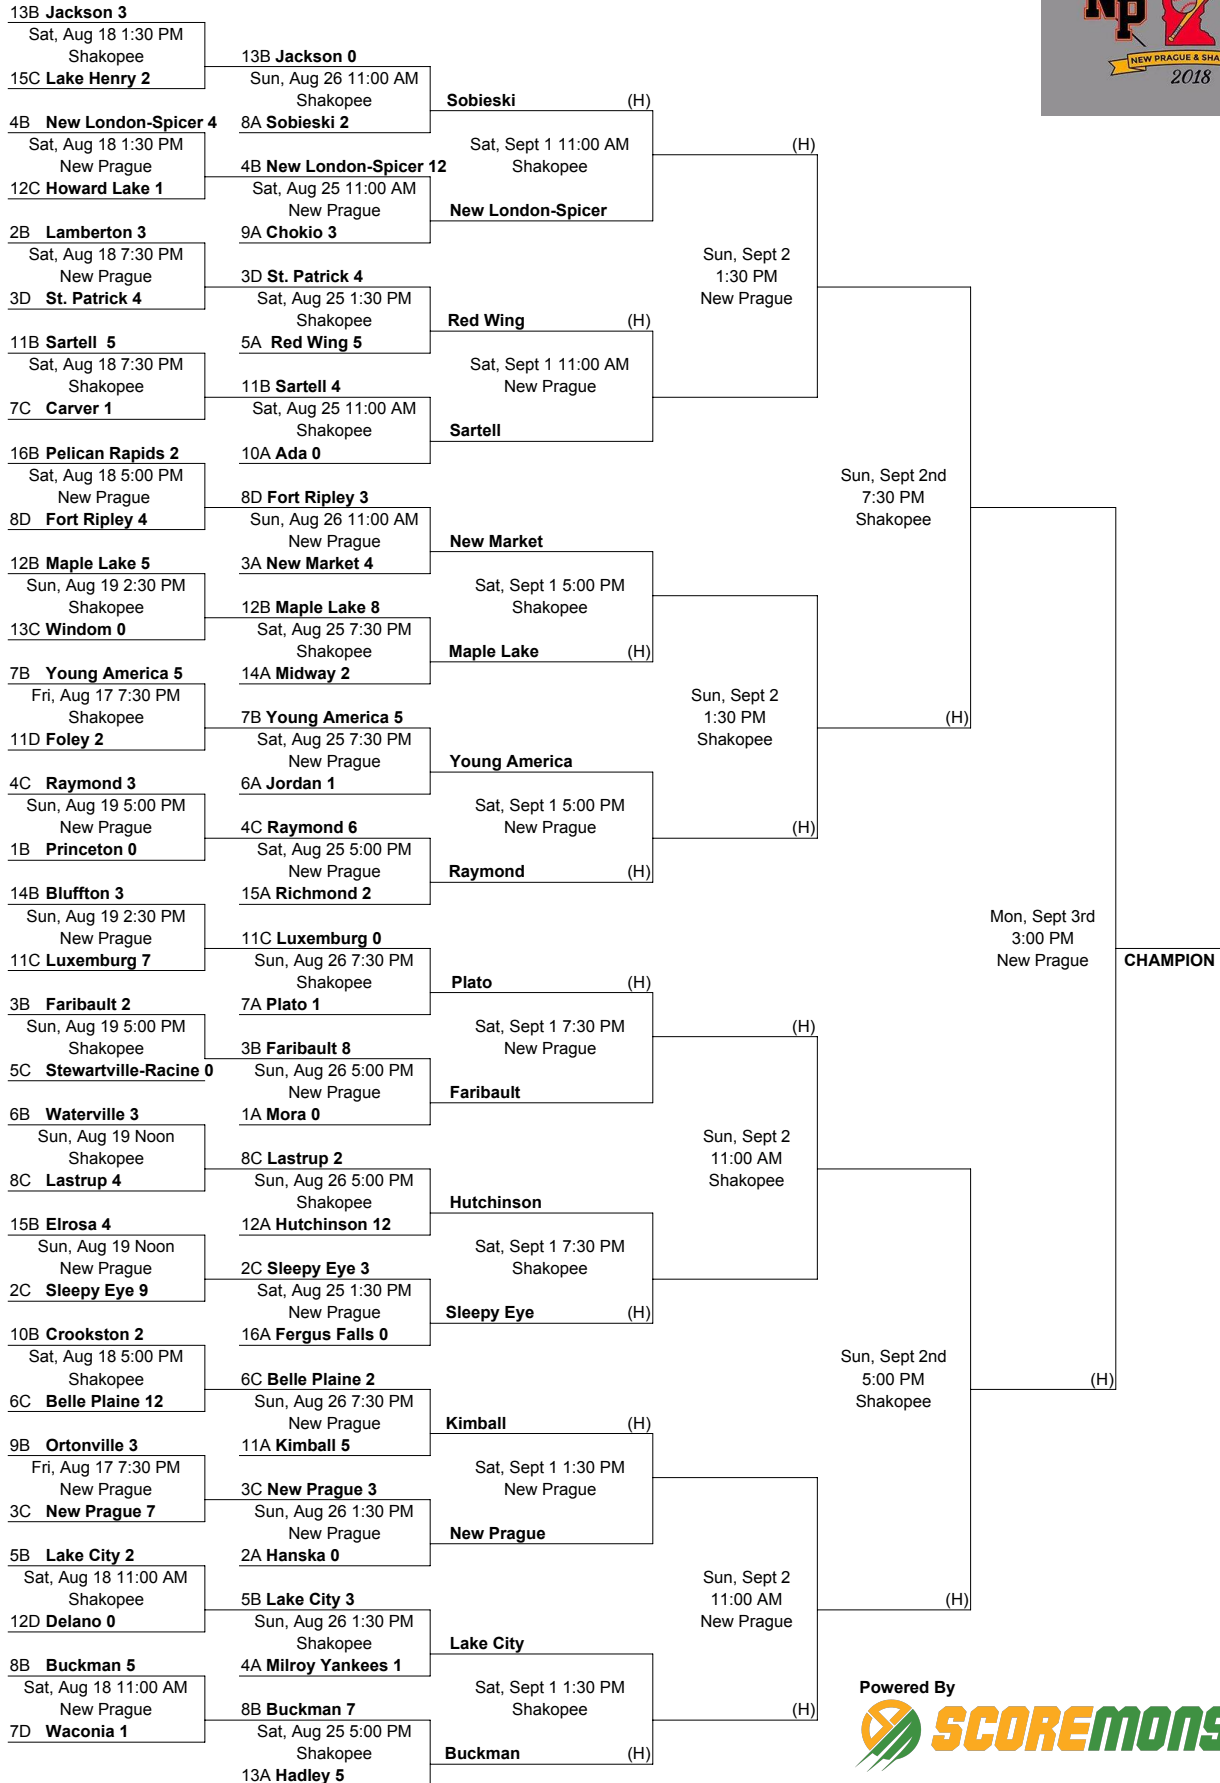 13B Jackson 3
Sat, Aug 18 1:30 PM
Shakopee
15C Lake Henry 2
4B New London-Spicer 4
Sat, Aug 18 1:30 PM
New Prague
12C Howard Lake 1
2B Lamberton 3
Sat, Aug 18 7:30 PM
New Prague
3D St. Patrick 4
11B Sartell 5
Sat, Aug 18 7:30 PM
Shakopee
7C Carver 1
16B Pelican Rapids 2
Sat, Aug 18 5:00 PM
New Prague
8D Fort Ripley 4
12B Maple Lake 5
Sun, Aug 19 2:30 PM
Shakopee
13C Windom 0
7B Young America 5
Fri, Aug 17 7:30 PM
Shakopee
11D Foley 2
4C Raymond 3
Sun, Aug 19 5:00 PM
New Prague
1B Princeton 0
14B Bluffton 3
Sun, Aug 19 2:30 PM
New Prague
11C Luxemburg 7
3B Faribault 2
Sun, Aug 19 5:00 PM
Shakopee
5C Stewartville-Racine 0
6B Waterville 3
Sun, Aug 19 Noon
Shakopee
8C Lastrup 4
15B Elrosa 4
Sun, Aug 19 Noon
New Prague
2C Sleepy Eye 9
10B Crookston 2
Sat, Aug 18 5:00 PM
Shakopee
6C Belle Plaine 12
9B Ortonville 3
Fri, Aug 17 7:30 PM
New Prague
3C New Prague 7
5B Lake City 2
Sat, Aug 18 11:00 AM
Shakopee
12D Delano 0
8B Buckman 5
Sat, Aug 18 11:00 AM
New Prague
7D Waconia 1
13B Jackson 0
Sun, Aug 26 11:00 AM
Shakopee
8A Sobieski 2
4B New London-Spicer 12
Sat, Aug 25 11:00 AM
New Prague
9A Chokio 3
3D St. Patrick 4
Sat, Aug 25 1:30 PM
Shakopee
5A Red Wing 5
11B Sartell 4
Sat, Aug 25 11:00 AM
Shakopee
10A Ada 0
8D Fort Ripley 3
Sun, Aug 26 11:00 AM
New Prague
3A New Market 4
12B Maple Lake 8
Sat, Aug 25 7:30 PM
Shakopee
14A Midway 2
7B Young America 5
Sat, Aug 25 7:30 PM
New Prague
6A Jordan 1
4C Raymond 6
Sat, Aug 25 5:00 PM
New Prague
15A Richmond 2
11C Luxemburg 0
Sun, Aug 26 7:30 PM
Shakopee
7A Plato 1
3B Faribault 8
Sun, Aug 26 5:00 PM
New Prague
1A Mora 0
8C Lastrup 2
Sun, Aug 26 5:00 PM
Shakopee
12A Hutchinson 12
2C Sleepy Eye 3
Sat, Aug 25 1:30 PM
New Prague
16A Fergus Falls 0
6C Belle Plaine 2
Sun, Aug 26 7:30 PM
New Prague
11A Kimball 5
3C New Prague 3
Sun, Aug 26 1:30 PM
New Prague
2A Hanska 0
5B Lake City 3
Sun, Aug 26 1:30 PM
Shakopee
4A Milroy Yankees 1
8B Buckman 7
Sat, Aug 25 5:00 PM
Shakopee
13A Hadley 5
Sobieski (H)
Sat, Sept 1 11:00 AM
Shakopee
New London-Spicer
Red Wing (H)
Sat, Sept 1 11:00 AM
New Prague
Sartell
New Market
Sat, Sept 1 5:00 PM
Shakopee
Maple Lake (H)
Young America
Sat, Sept 1 5:00 PM
New Prague
Raymond (H)
Plato (H)
Sat, Sept 1 7:30 PM
New Prague
Faribault
Hutchinson
Sat, Sept 1 7:30 PM
Shakopee
Sleepy Eye (H)
Kimball (H)
Sat, Sept 1 1:30 PM
New Prague
New Prague
Lake City
Sat, Sept 1 1:30 PM
Shakopee
Buckman (H)
(H)
Sun, Sept 2
1:30 PM
New Prague
Sun, Sept 2
1:30 PM
Shakopee
(H)
(H)
Sun, Sept 2
11:00 AM
Shakopee
Sun, Sept 2
11:00 AM
New Prague
(H)
Sun, Sept 2nd
7:30 PM
Shakopee
(H)
Sun, Sept 2nd
5:00 PM
Shakopee
(H)
Mon, Sept 3rd
3:00 PM
New Prague
(H)
CHAMPION
NP
NEW PRAGUE & SHA
2018
Powered By
SCOREMONS